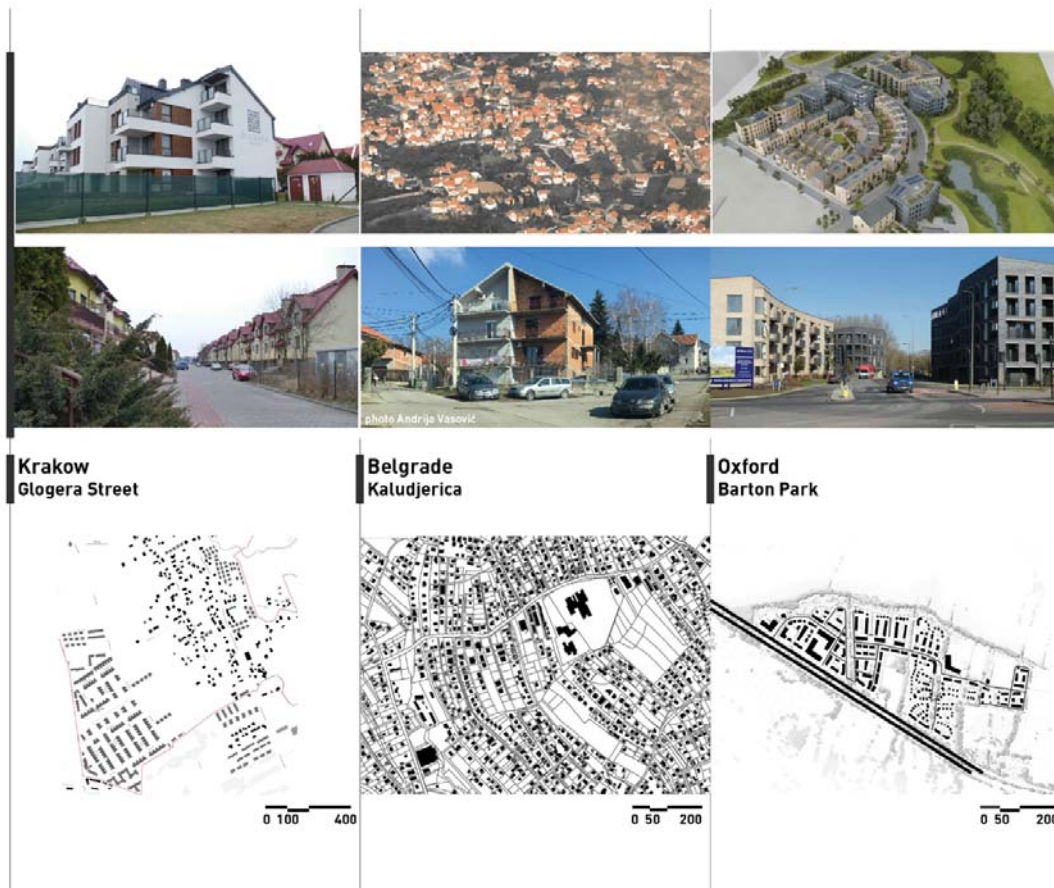 photo Andrija Vasović
Krakow
Glogera Street
Belgrade
Kaludjerica
Oxford
Barton Park
0 100 400
0 50 200
0 50 200